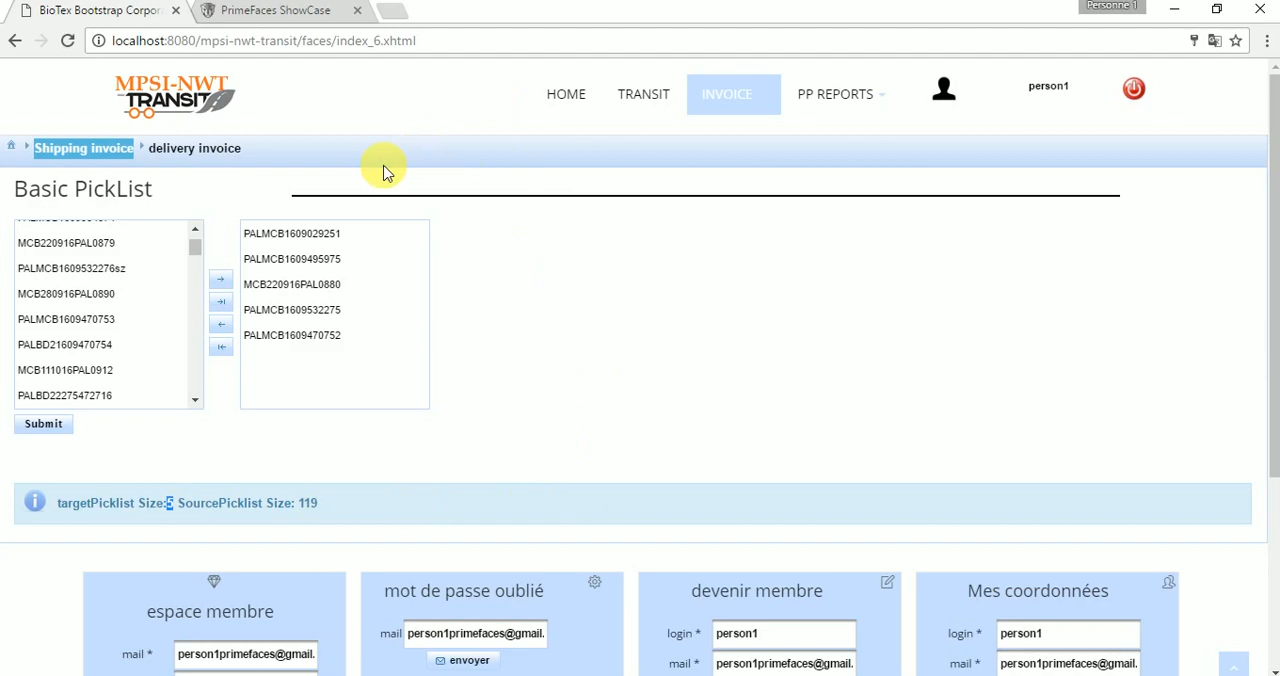 BioTex Bootstrap Corpor
PrimeFaces ShowCase
Personne 1
localhost:8080/mpsi-nwt-transit/faces/index_6.xhtml
MPSI-NWT
TRANSIT
HOME
TRANSIT
INVOICE
PP REPORTS
person1
Shipping invoice
delivery invoice
Basic PickList
MCB220916PAL0879
PALMCB1609532276sz
MCB280916PAL0890
PALMCB1609470753
PALBD21609470754
MCB111016PAL0912
PALBD22275472716
PALMCB1609029251
PALMCB1609495975
MCB220916PAL0880
PALMCB1609532275
PALMCB1609470752
Submit
targetPicklist Size:5 SourcePicklist Size: 119
espace membre
mail *
person1primefaces@gmail.
mot de passe oublié
mail
person1primefaces@gmail.
envoyer
devenir membre
login *
person1
mail *
person1primefaces@gmail.
Mes coordonnées
login *
person1
mail *
person1primefaces@gmail.